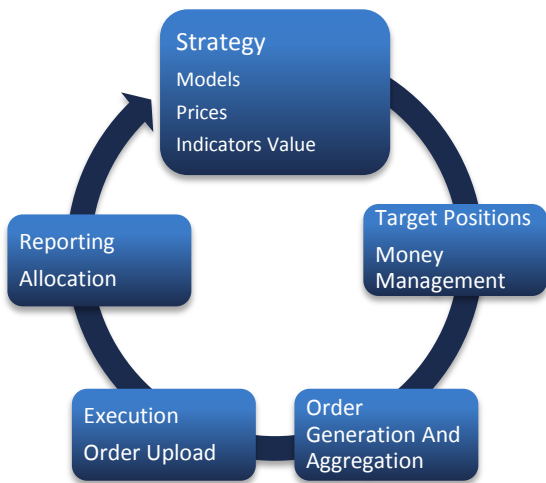 Strategy
Models
Prices
Indicators Value
Target Positions
Money
Management
Order
Generation And
Aggregation
Execution
Order Upload
Reporting
Allocation